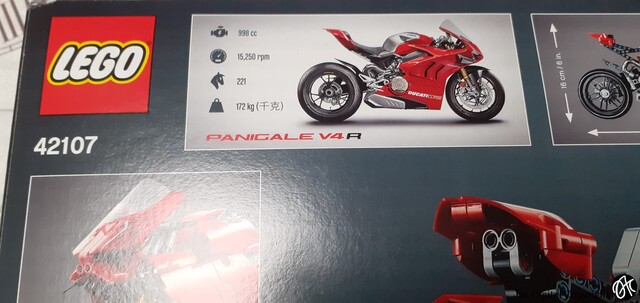 LEGO
42107
998 cc
15,250 rpm
221
172 kg (千克)
DUCATI CORSE
PANIGALE V4 R
16 cm / 6 in.